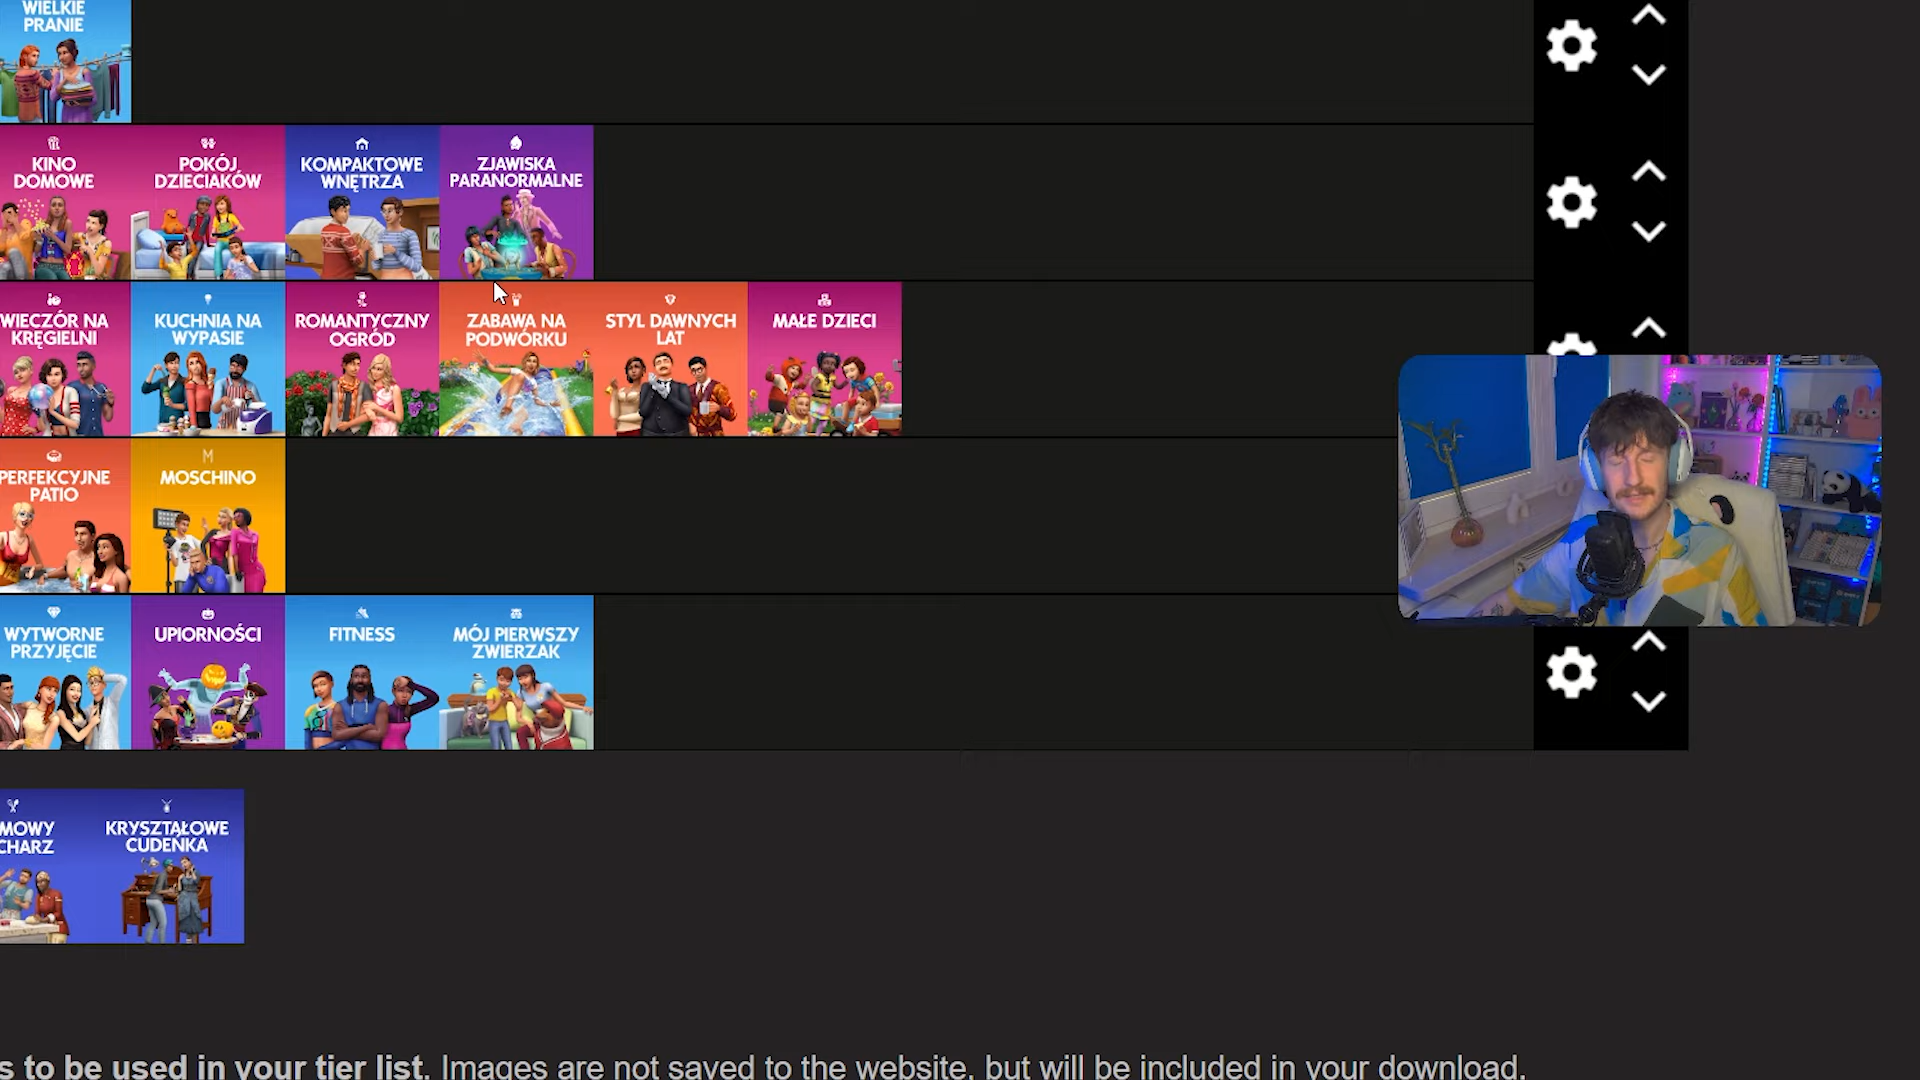 WIELKIE
PRANIE
KINO
DOMOWE
POKÓJ
DZIECIAKÓW
KOMPAKTOWE
WNĘTRZA
ZJAWISKA
PARANORMALNE
WIECZÓR NA
KRĘGIELNI
KUCHNIA NA
WYPASIE
ROMANTYCZNY
OGRÓD
ZABAWA NA
PODWÓRKU
STYL DAWNYCH
LAT
MAŁE DZIECI
PERFEKCYJNE
PATIO
M
MOSCHINO
WYTWORNE
PRZYJĘCIE
UPIORNOŚCI
FITNESS
MÓJ PIERWSZY
ZWIERZAK
MOWY
CHARZ
KRYSZTAŁOWE
CUDEŃKA
s to be used in your tier list. Images are not saved to the website, but will be included in your download.